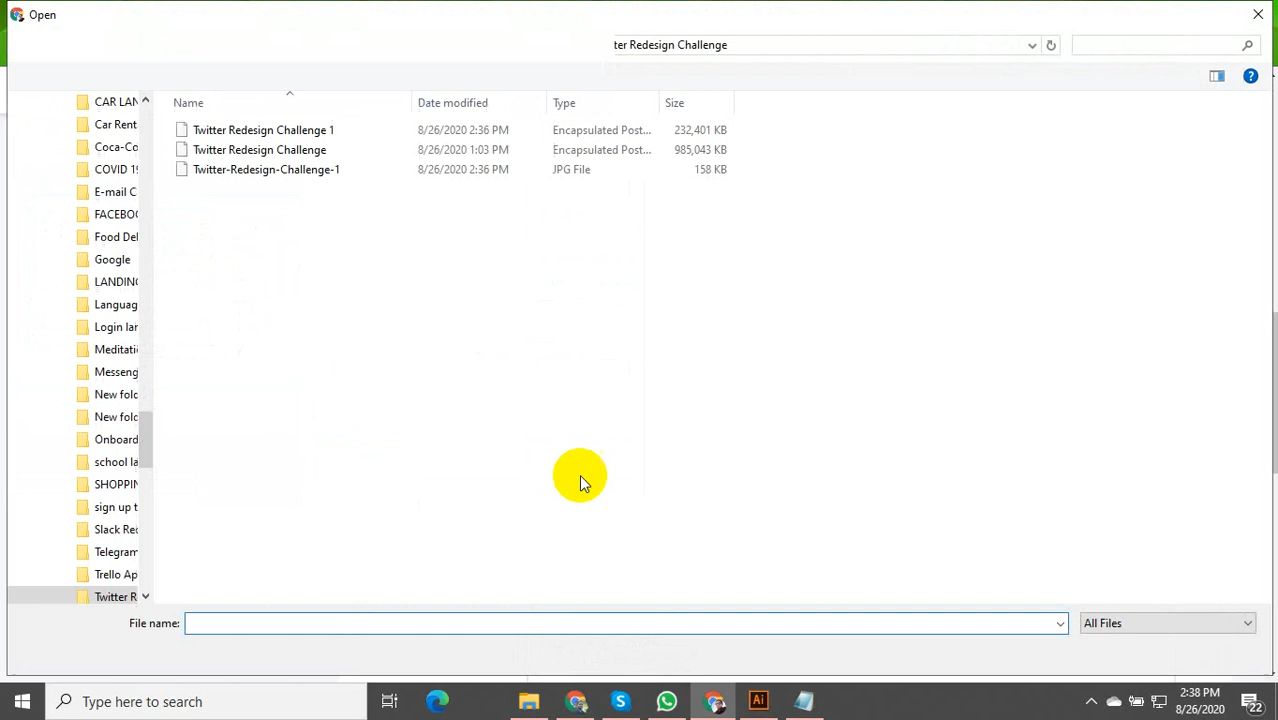 Open
ter Redesign Challenge
Name
Date modified
Type
Size
Twitter Redesign Challenge 1
8/26/2020 2:36 PM
Encapsulated Post...
232,401 KB
Twitter Redesign Challenge
8/26/2020 1:03 PM
Encapsulated Post...
985,043 KB
Twitter-Redesign-Challenge-1
8/26/2020 2:36 PM
JPG File
158 KB
CAR LAN
Car Rent
Coca-Co
COVID 19
E-mail C
FACEBOO
Food Del
Google
LANDING
Languag
Login lar
Meditati
Messeng
New fold
New fold
Onboard
school la
SHOPPIN
sign up t
Slack Red
Telegram
Trello Ap
Twitter R
File name:
All Files
Type here to search
Ai
2:38 PM
8/26/2020
22